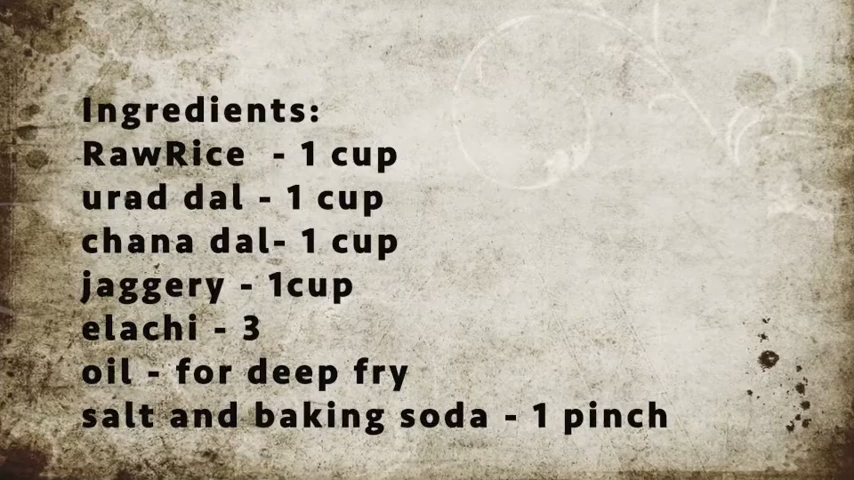 Ingredients:
RawRice - 1 cup
urad dal - 1 cup
chana dal- 1 cup
jaggery - 1cup
elachi - 3
oil - for deep fry
salt and baking soda - 1 pinch